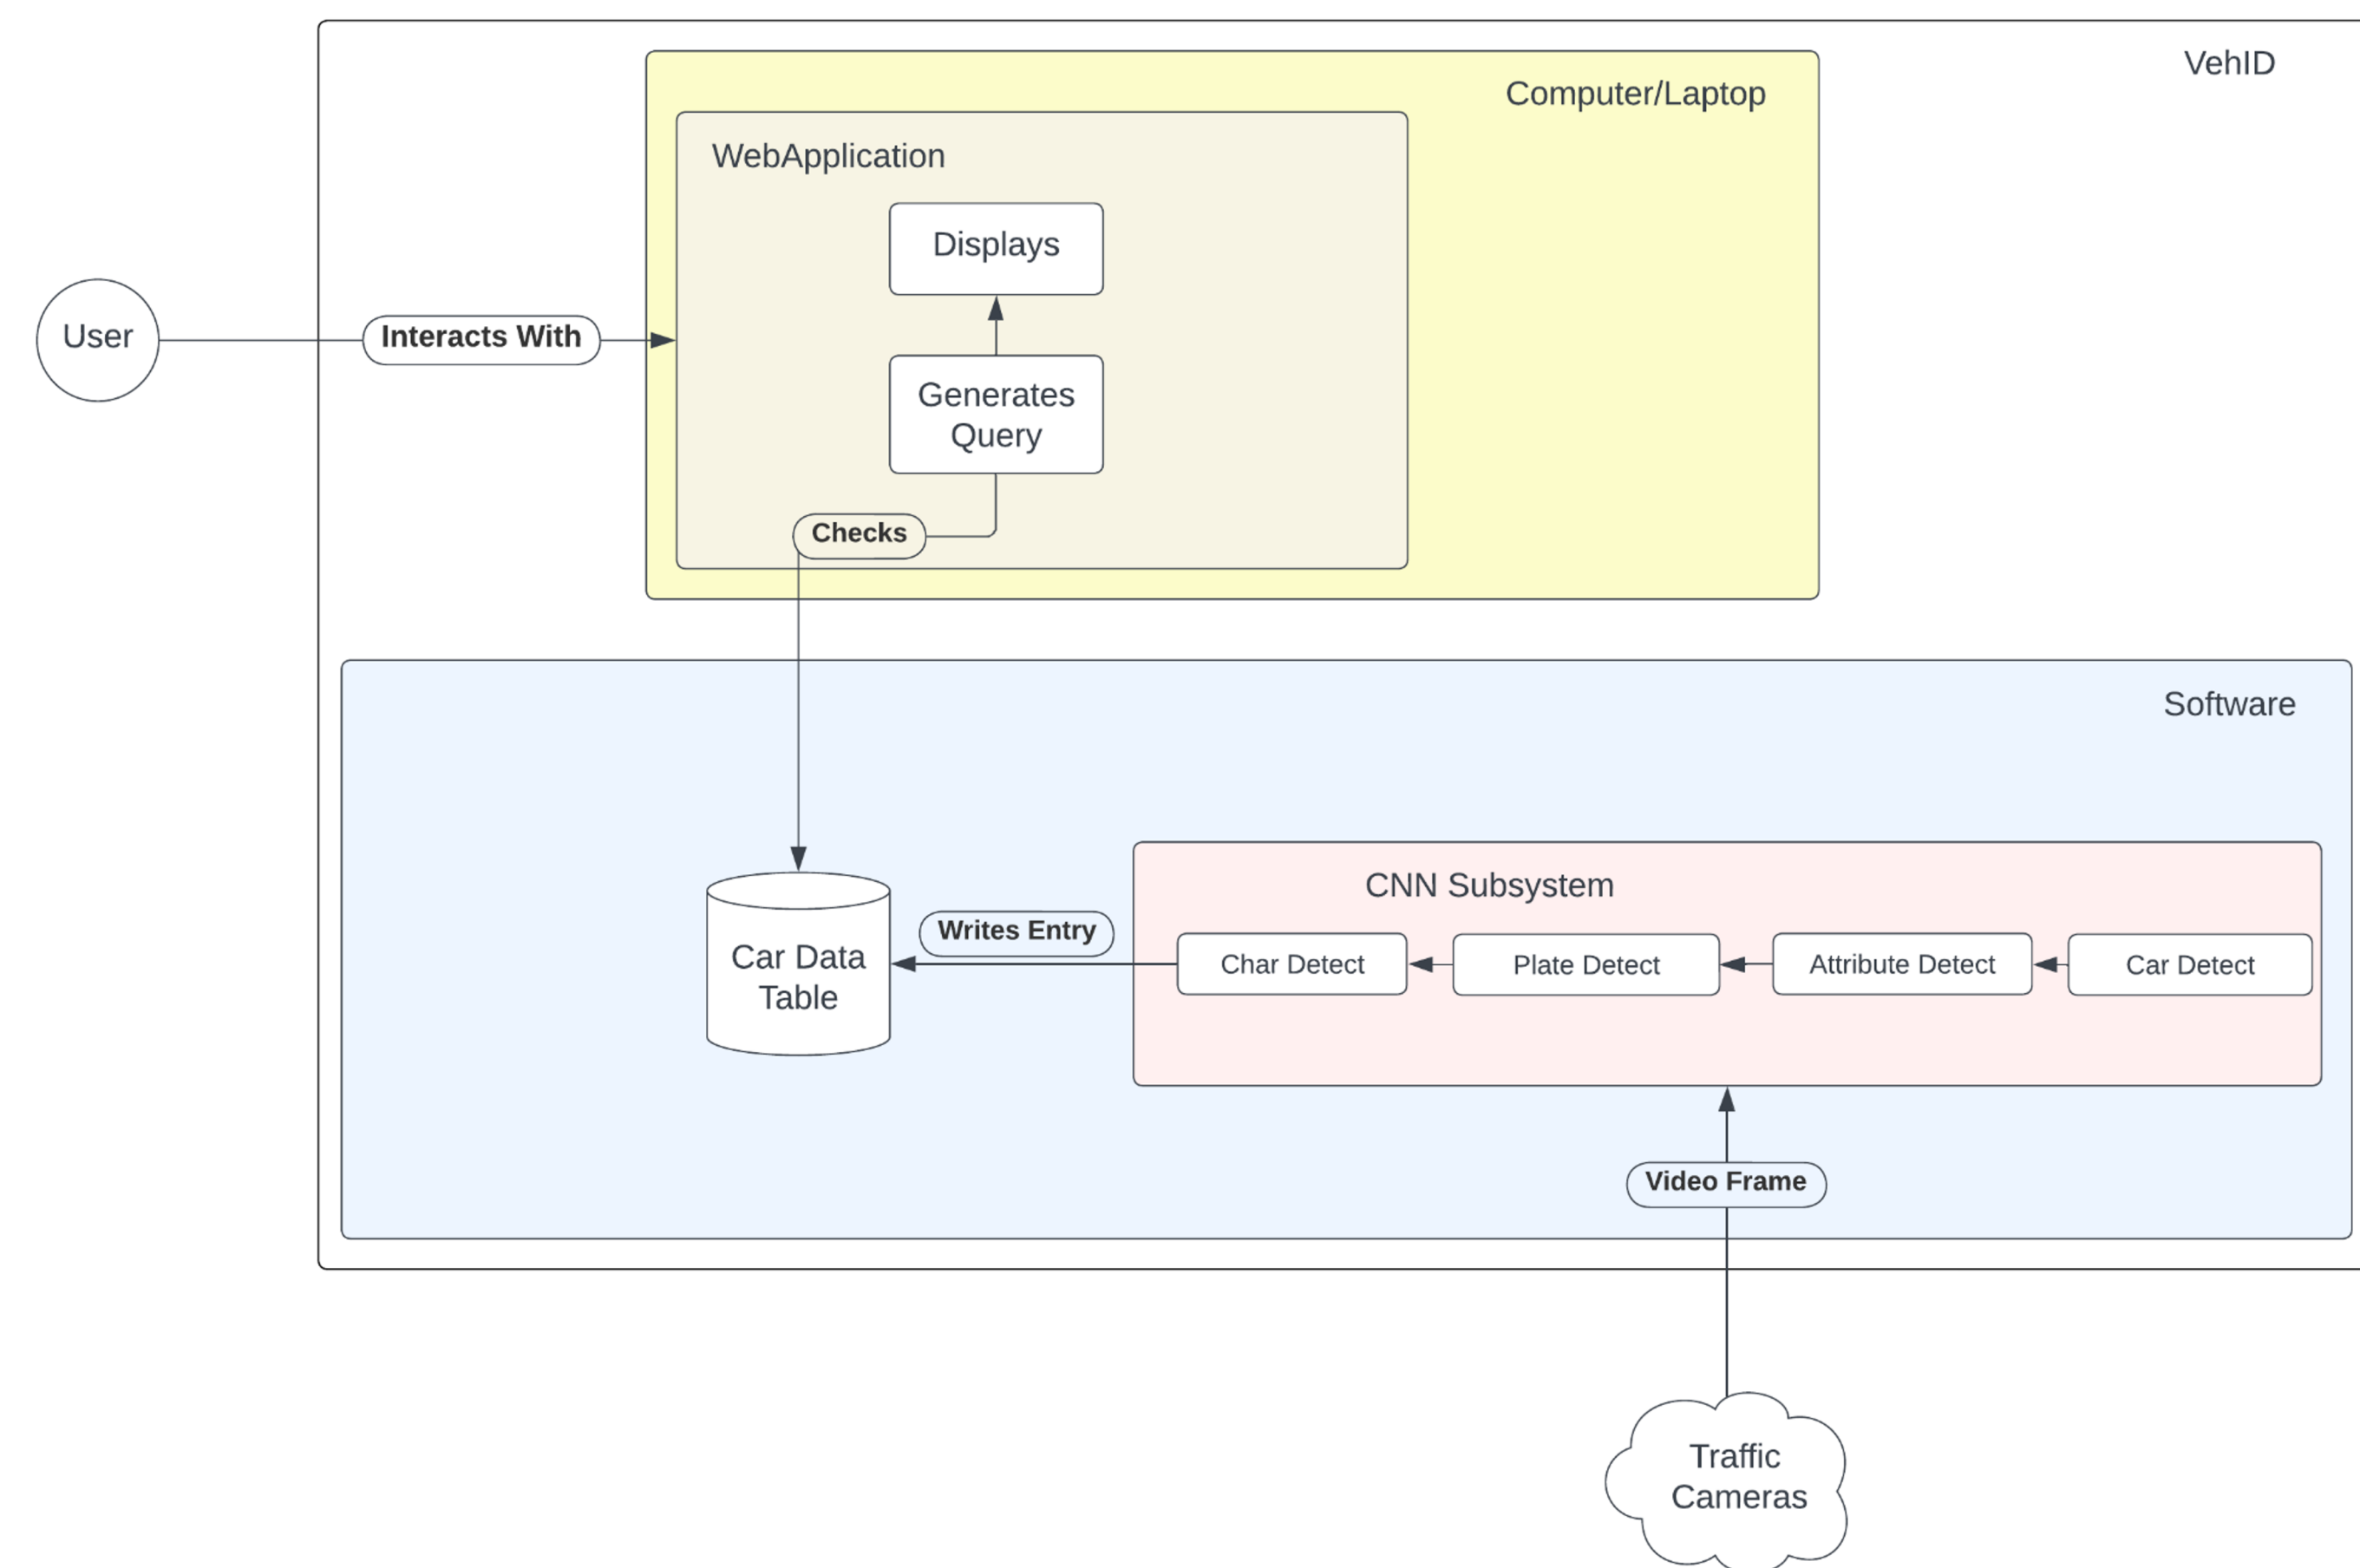 VehID
Computer/Laptop
WebApplication
Displays
User
Interacts With
Generates
Query
Checks
Software
CNN Subsystem
Writes Entry
Car Data
Table
Char Detect
Plate Detect
Attribute Detect
Car Detect
Video Frame
Traffic
Cameras